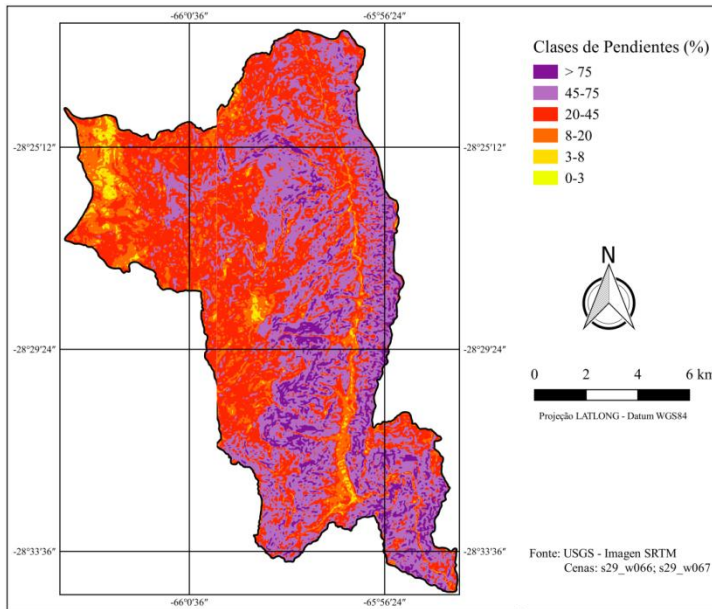 -66°0'36" -65°56'24"
Clases de Pendientes (%)
> 75
45-75
20-45
8-20
3-8
0-3
-28°25'12" -28°25'12"
N
-28°29'24" -28°29'24"
0 2 4 6 km
Projeção LATLONG - Datum WGS84
-28°33'36" -28°33'36"
Fonte: USGS - Imagen SRTM
Cenas: s29_w066; s29_w067
-66°0'36" -65°56'24"